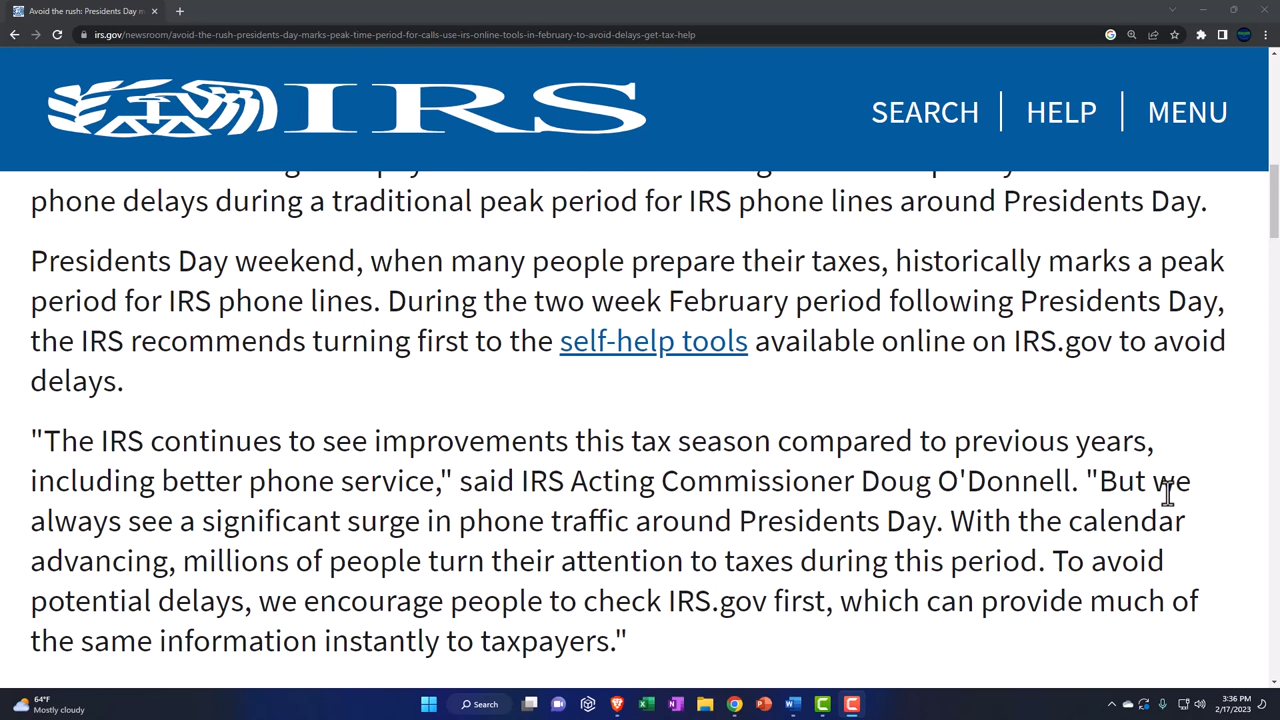 Avoid the rush: Presidents Day m
irs.gov/newsroom/avoid-the-rush-presidents-day-marks-peak-time-period-for-calls-use-irs-online-tools-in-february-to-avoid-delays-get-tax-help
IRS
SEARCH HELP MENU
phone delays during a traditional peak period for IRS phone lines around Presidents Day.
Presidents Day weekend, when many people prepare their taxes, historically marks a peak
period for IRS phone lines. During the two week February period following Presidents Day,
the IRS recommends turning first to the self-help tools available online on IRS.gov to avoid
delays.
"The IRS continues to see improvements this tax season compared to previous years,
including better phone service," said IRS Acting Commissioner Doug O'Donnell. "But we
always see a significant surge in phone traffic around Presidents Day. With the calendar
advancing, millions of people turn their attention to taxes during this period. To avoid
potential delays, we encourage people to check IRS.gov first, which can provide much of
the same information instantly to taxpayers."
64°F
Mostly cloudy
Search
3:36 PM
2/17/2023